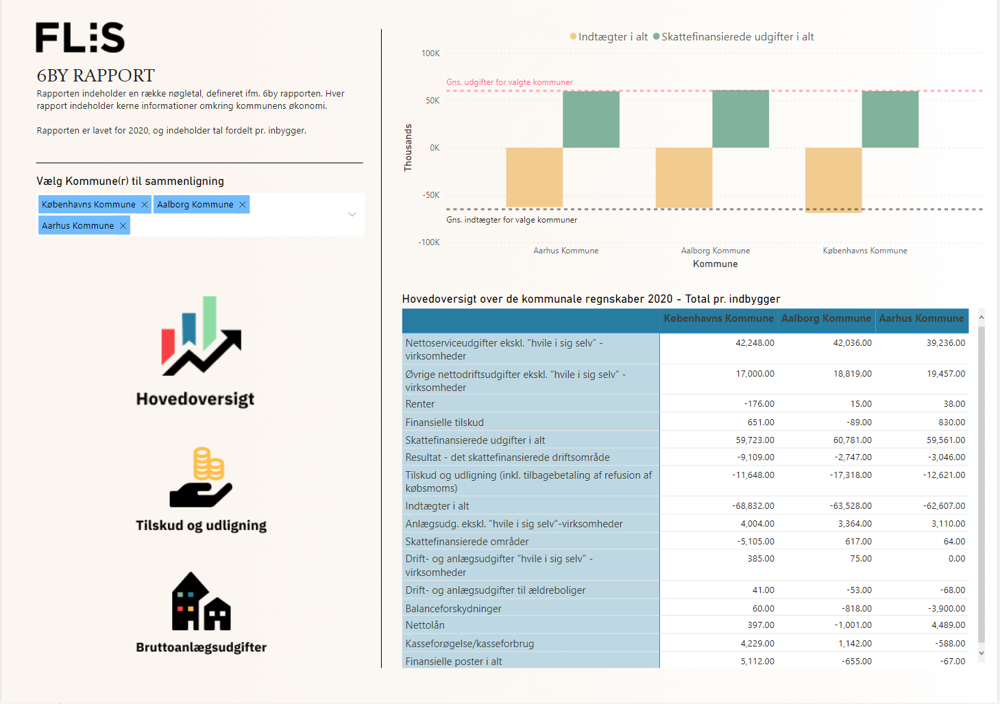 FLIS
6BY RAPPORT
Rapporten indeholder en række nøgletal, defineret ifm. 6by rapporten. Hver
rapport indeholder kerne informationer omkring kommunens økonomi.
Rapporten er lavet for 2020, og indeholder tal fordelt pr. inbygger.
Vælg Kommune(r) til sammenligning
Københavns Kommune
Aalborg Kommune
Aarhus Kommune
Hovedoversigt
Tilskud og udligning
Bruttoanlægsudgifter
Indtægter i alt Skattefinansierede udgifter i alt
100K
Gns. udgifter for valgte kommuner
50K
0K
-50K
Gns. indtægter for valge kommuner
-100K
Thousands
Aarhus Kommune Aalborg Kommune Københavns Kommune
Kommune
Hovedoversigt over de kommunale regnskaber 2020 - Total pr. indbygger
Københavns Kommune Aalborg Kommune Aarhus Kommune
Nettoserviceudgifter ekskl. "hvile i sig selv" - 42,248.00 42,036.00 39,236.00
virksomheder
Øvrige nettodriftsudgifter ekskl. ”hvile i sig selv” - 17,000.00 18,819.00 19,457.00
virksomheder
Renter -176.00 15.00 38.00
Finansielle tilskud 651.00 -89.00 830.00
Skattefinansierede udgifter i alt 59,723.00 60,781.00 59,561.00
Resultat - det skattefinansierede driftsområde -9,109.00 -2,747.00 -3,046.00
Tilskud og udligning (inkl. tilbagebetaling af refusion af -11,648.00 -17,318.00 -12,621.00
købsmoms)
Indtægter i alt -68,832.00 -63,528.00 -62,607.00
Anlægsudg. ekskl. "hvile i sig selv"-virksomheder 4,004.00 3,364.00 3,110.00
Skattefinansierede områder -5,105.00 617.00 64.00
Drift- og anlægsudgifter ”hvile i sig selv” - 385.00 75.00 0.00
virksomheder
Drift- og anlægsudgifter til ældreboliger 41.00 -53.00 -68.00
Balanceforskydninger 60.00 -818.00 -3,900.00
Nettolån 397.00 -1,001.00 4,489.00
Kasseforøgelse/kasseforbrug 4,229.00 1,142.00 -588.00
Finansielle poster i alt 5,112.00 -655.00 -67.00